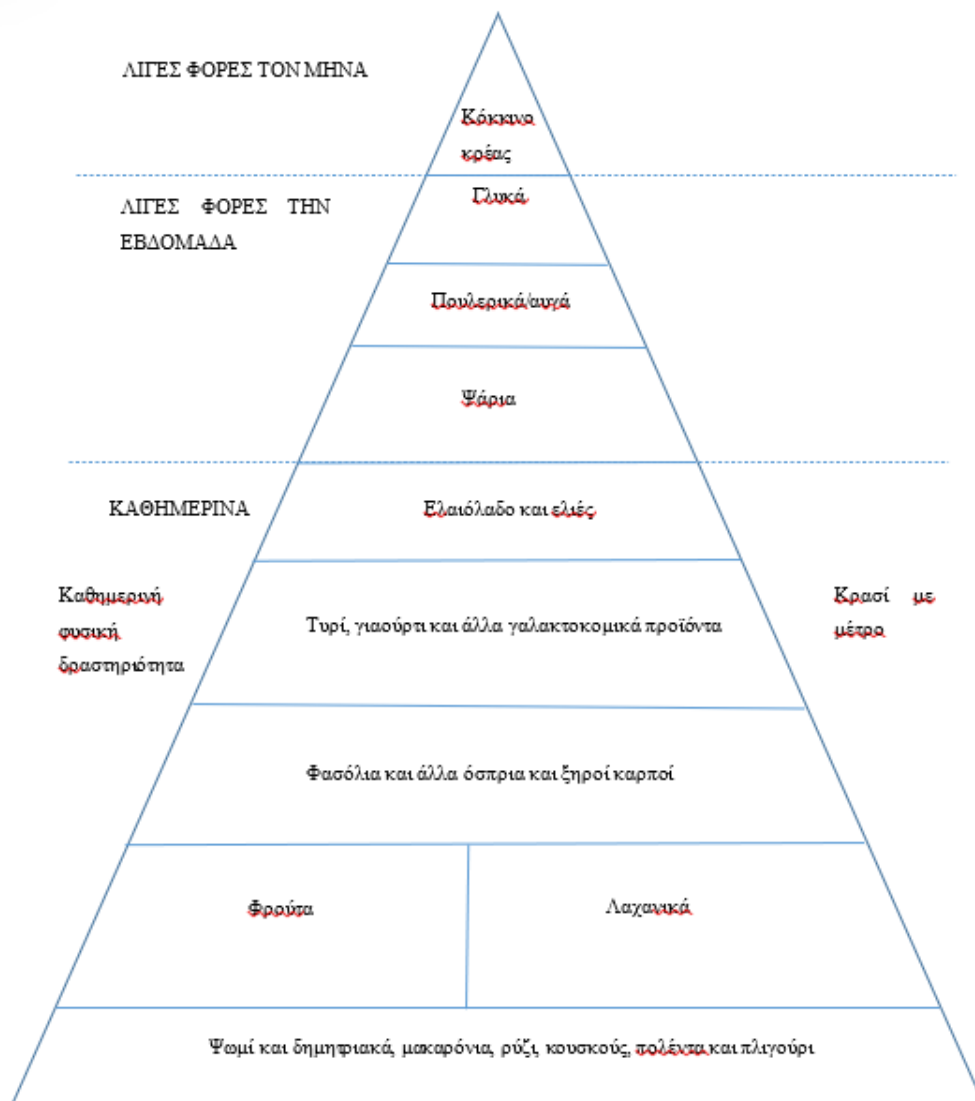 ΛΙΓΕΣ ΦΟΡΕΣ ΤΟΝ ΜΗΝΑ
Κόκκινο
κρέας
Γλυκά
ΛΙΓΕΣ ΦΟΡΕΣ ΤΗΝ
ΕΒΔΟΜΑΔΑ
Πουλερικά/αυγά
Ψάρια
ΚΑΘΗΜΕΡΙΝΑ
Ελαιόλαδο και ελιές
Καθημερινή
φυσική
δραστηριότητα
Τυρί, γιαούρτι και άλλα γαλακτοκομικά προϊόντα
Κρασί με
μέτρο
Φασόλια και άλλα όσπρια και ξηροί καρποί
Φρούτα
Λαχανικά
Ψωμί και δημητριακά, μακαρόνια, ρύζι, κουσκούς, πολέντα και πλιγούρι